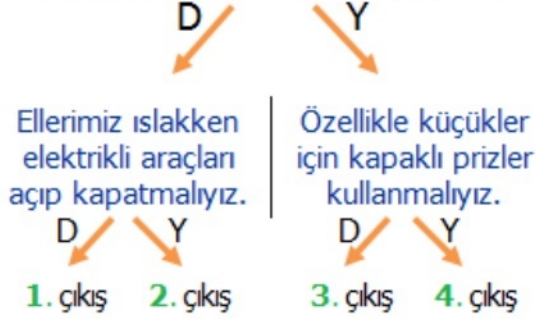 D Y
Ellerimiz ıslakken
elektrikli araçları
açıp kapatmalıyız.
Özellikle küçükler
için kapaklı prizler
kullanmalıyız.
D Y D Y
1. çıkış 2. çıkış 3. çıkış 4. çıkış